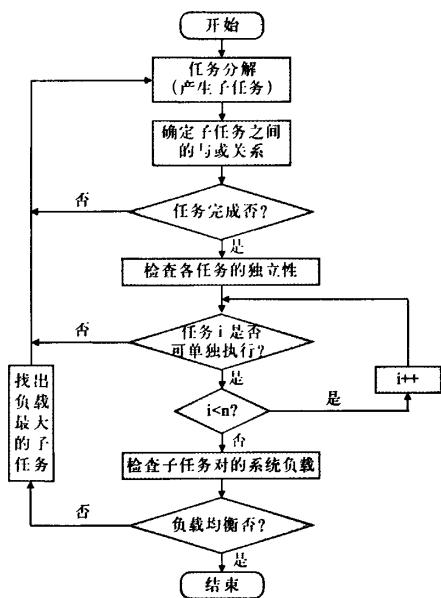 开始
任务分解
(产生子任务)
确定子任务之间
的与或关系
否
任务完成否?
是
检查各任务的独立性
否
任务 i 是否
可单独执行?
是
i++
找出
负载
最大
的子
任务
i<n?
是
否
检查子任务对的系统负载
否
负载均衡否?
是
结束